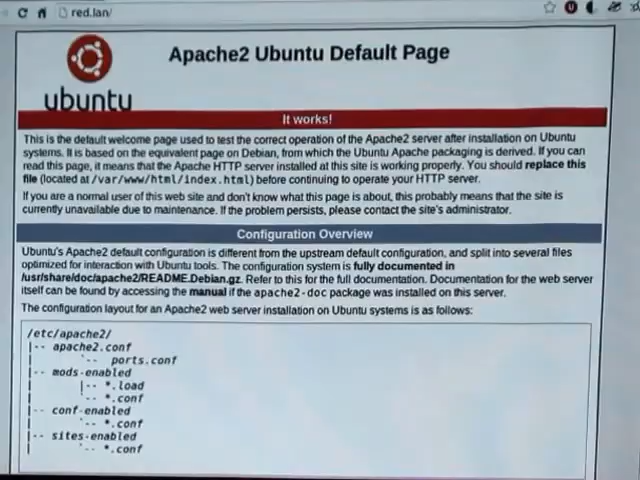 red.lan/
Apache2 Ubuntu Default Page
ubuntu
It works!
This is the default welcome page used to test the correct operation of the Apache2 server after installation on Ubuntu
systems. It is based on the equivalent page on Debian, from which the Ubuntu Apache packaging is derived. If you can
read this page, it means that the Apache HTTP server installed at this site is working properly. You should replace this
file (located at /var/www/html/index.html) before continuing to operate your HTTP server.
If you are a normal user of this web site and don't know what this page is about, this probably means that the site is
currently unavailable due to maintenance. If the problem persists, please contact the site's administrator.
Configuration Overview
Ubuntu's Apache2 default configuration is different from the upstream default configuration, and split into several files
optimized for interaction with Ubuntu tools. The configuration system is fully documented in
/usr/share/doc/apache2/README.Debian.gz. Refer to this for the full documentation. Documentation for the web server
itself can be found by accessing the manual if the apache2-doc package was installed on this server.
The configuration layout for an Apache2 web server installation on Ubuntu systems is as follows:
/etc/apache2/
|-- apache2.conf
|       `--  ports.conf
|-- mods-enabled
|       |-- *.load
|       `-- *.conf
|-- conf-enabled
|       `-- *.conf
|-- sites-enabled
|       `-- *.conf